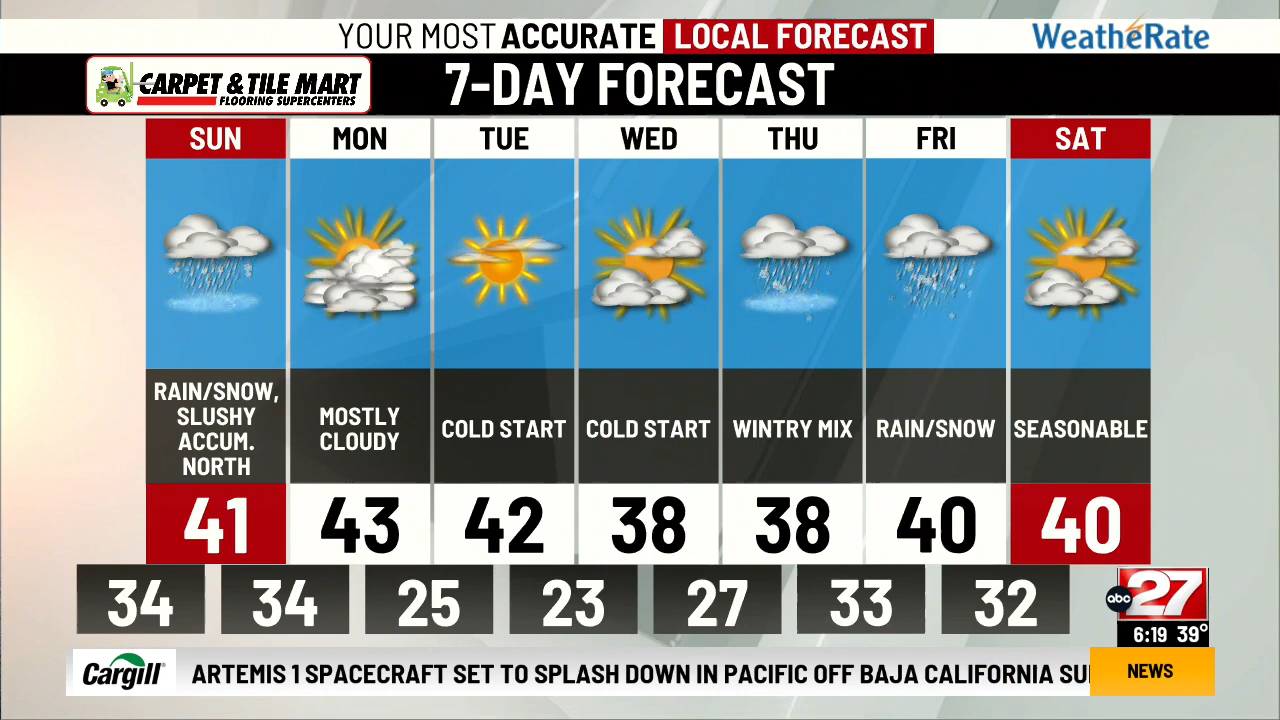 YOUR MOST ACCURATE LOCAL FORECAST
WeatheRate
CARPET & TILE MART
FLOORING SUPERCENTERS
7-DAY FORECAST
SUN MON TUE WED THU FRI SAT
RAIN/SNOW,
SLUSHY
ACCUM.
NORTH
MOSTLY
CLOUDY
COLD START
COLD START
WINTRY MIX
RAIN/SNOW
SEASONABLE
41 43 42 38 38 40 40
34 34 25 23 27 33 32
abc 27
6:19 39°
Cargill
ARTEMIS 1 SPACECRAFT SET TO SPLASH DOWN IN PACIFIC OFF BAJA CALIFORNIA
NEWS